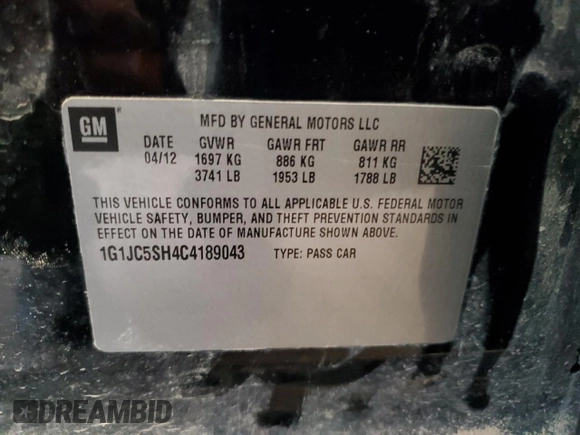 GM
MFD BY GENERAL MOTORS LLC
DATE GVWR GAWR FRT GAWR RR
04/12 1697 KG 886 KG 811 KG
3741 LB 1953 LB 1788 LB
THIS VEHICLE CONFORMS TO ALL APPLICABLE U.S. FEDERAL MOTOR
VEHICLE SAFETY, BUMPER, AND THEFT PREVENTION STANDARDS IN
EFFECT ON THE DATE OF MANUFACTURE SHOWN ABOVE.
1G1JC5SH4C4189043 TYPE: PASS CAR
DREAMBID